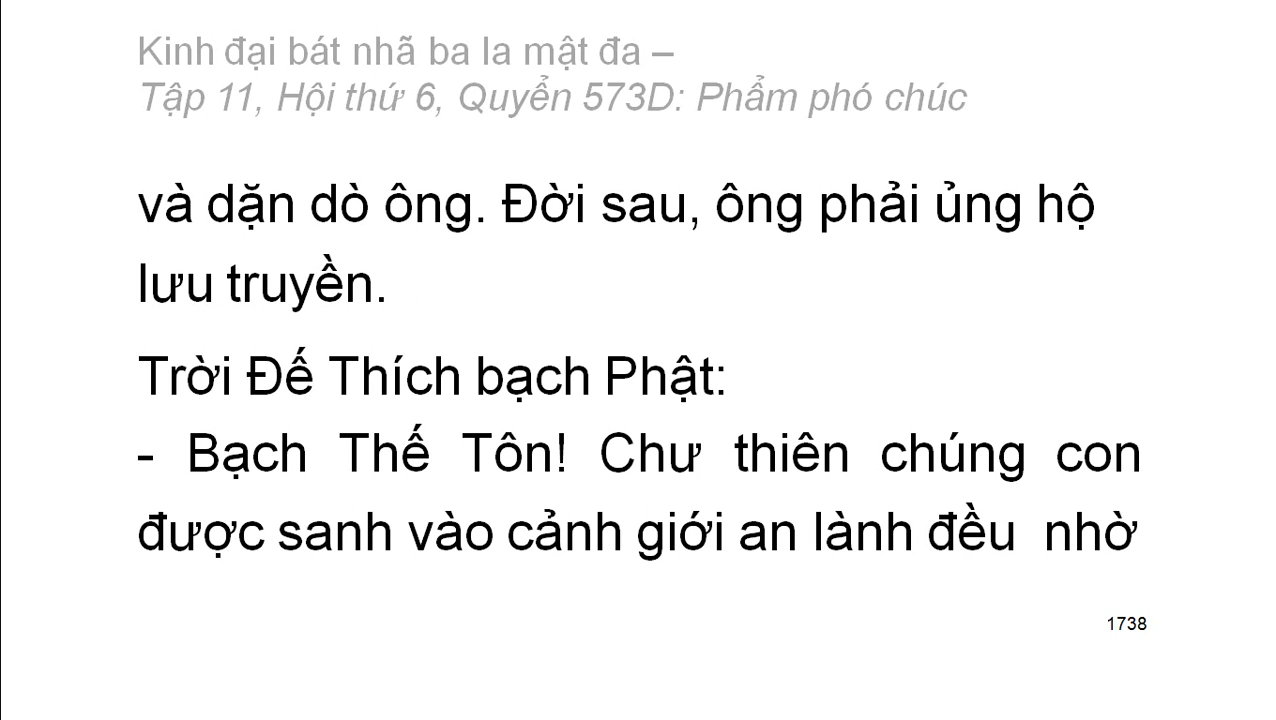 Kinh đại bát nhã ba la mật đa –
Tập 11, Hội thứ 6, Quyển 573D: Phẩm phó chúc
và dặn dò ông. Đời sau, ông phải ủng hộ
lưu truyền.
Trời Đế Thích bạch Phật:
- Bạch Thế Tôn! Chư thiên chúng con
được sanh vào cảnh giới an lành đều nhờ
1738